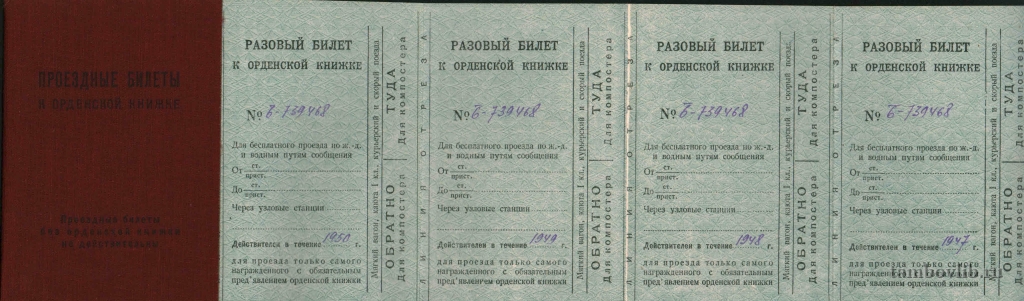 ПРОЕЗДНЫЕ БИЛЕТЫ
К ОРДЕНСКОЙ КНИЖКЕ
Проездные билеты
без орденской книжки
не действительны
РАЗОВЫЙ БИЛЕТ
К ОРДЕНСКОЙ КНИЖКЕ
№ Б-739468
Для бесплатного проезда по ж.-д.
и водным путям сообщения
От ст.
прист.
До ст.
прист.
Через узловые станции
Действителен в течение 1950 г.
для проезда только самого
награжденного с обязательным
пред'явлением орденской книжки
Мягкий вагон, каюта I кл., курьерский и скорый поезд
ОБРАТНО
Для компостера
ТУДА
Для компостера
ЛИНИЯ ОТРЕЗА
РАЗОВЫЙ БИЛЕТ
К ОРДЕНСКОЙ КНИЖКЕ
№ Б-739468
Для бесплатного проезда по ж.-д.
и водным путям сообщения
От ст.
прист.
До ст.
прист.
Через узловые станции
Действителен в течение 1949 г.
для проезда только самого
награжденного с обязательным
пред'явлением орденской книжки
Мягкий вагон, каюта I кл., курьерский и скорый поезд
ОБРАТНО
Для компостера
ТУДА
Для компостера
ЛИНИЯ ОТРЕЗА
РАЗОВЫЙ БИЛЕТ
К ОРДЕНСКОЙ КНИЖКЕ
№ Б-739468
Для бесплатного проезда по ж.-д.
и водным путям сообщения
От ст.
прист.
До ст.
прист.
Через узловые станции
Действителен в течение 1948 г.
для проезда только самого
награжденного с обязательным
пред'явлением орденской книжки
Мягкий вагон, каюта I кл., курьерский и скорый поезд
ОБРАТНО
Для компостера
ТУДА
Для компостера
ЛИНИЯ ОТРЕЗА
РАЗОВЫЙ БИЛЕТ
К ОРДЕНСКОЙ КНИЖКЕ
№ Б-739468
Для бесплатного проезда по ж.-д.
и водным путям сообщения
От ст.
прист.
До ст.
прист.
Через узловые станции
Действителен в течение 1947 г.
для проезда только самого
награжденного с обязательным
пред'явлением орденской книжки
Мягкий вагон, каюта I кл., курьерский и скорый поезд
ОБРАТНО
Для компостера
ТУДА
Для компостера